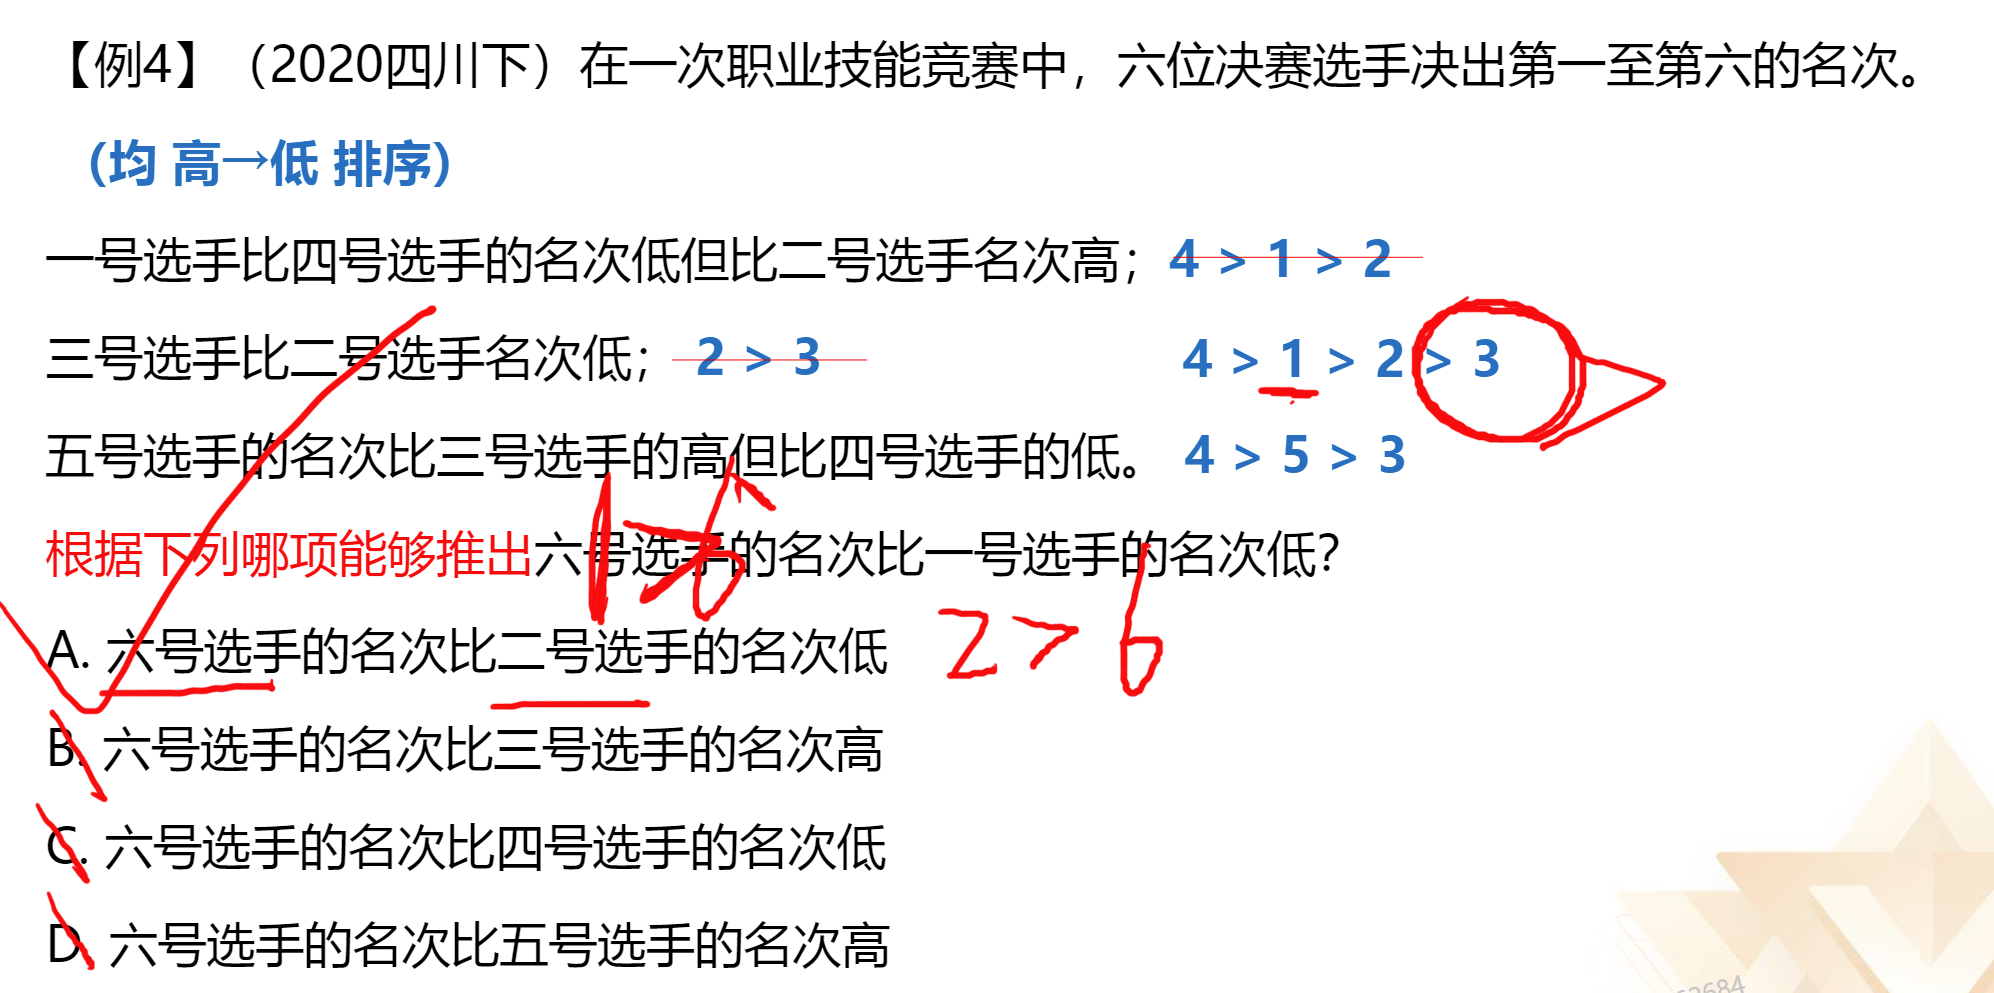 【例4】（2020四川下）在一次职业技能竞赛中，六位决赛选手决出第一至第六的名次。
（均 高→低 排序）
一号选手比四号选手的名次低但比二号选手名次高；4 > 1 > 2
三号选手比二号选手名次低； 2 > 3 4 > 1 > 2 > 3
五号选手的名次比三号选手的高但比四号选手的低。 4 > 5 > 3
根据下列哪项能够推出六号选手的名次比一号选手的名次低？
1>6
A. 六号选手的名次比二号选手的名次低 2>6
B. 六号选手的名次比三号选手的名次高
C. 六号选手的名次比四号选手的名次低
D. 六号选手的名次比五号选手的名次高